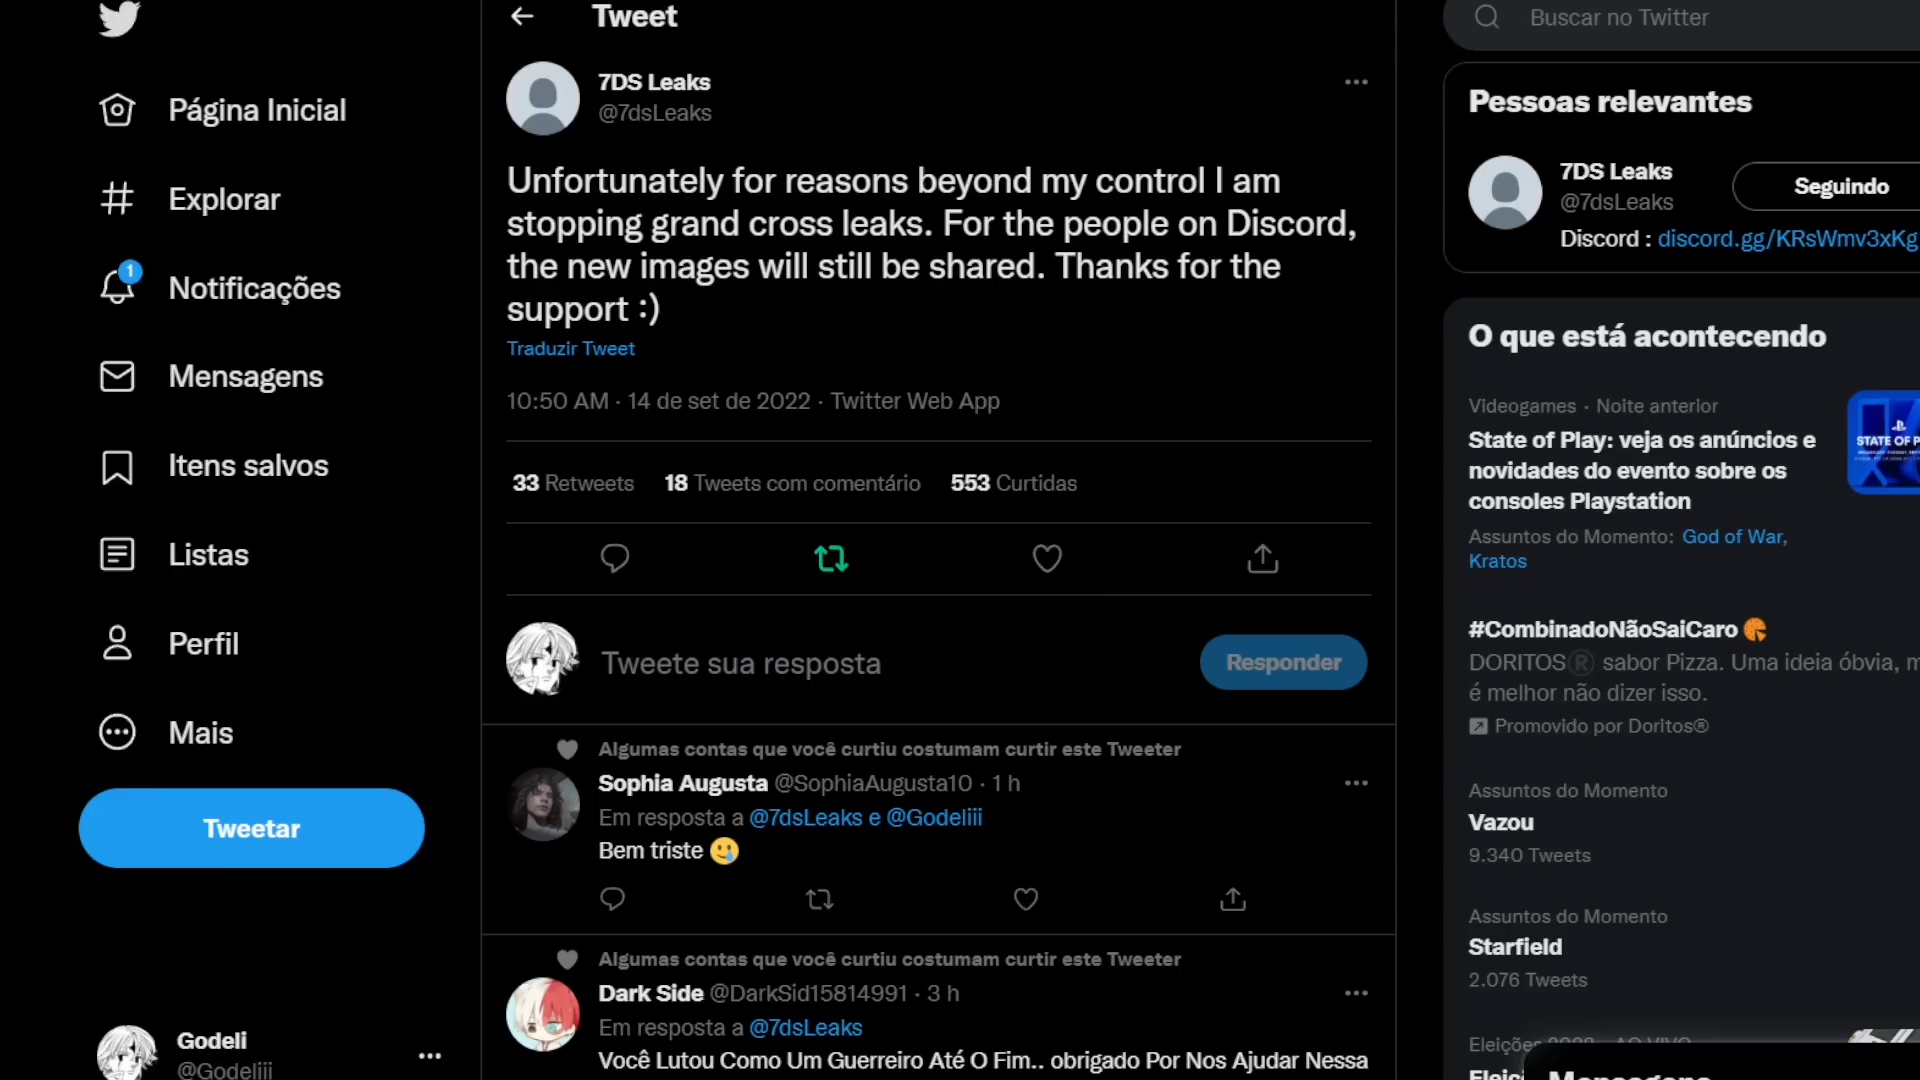 Página Inicial
Explorar
1
Notificações
Mensagens
Itens salvos
Listas
Perfil
Mais
Tweetar
Godeli
@Godeliii
Tweet
7DS Leaks
@7dsLeaks
Unfortunately for reasons beyond my control I am
stopping grand cross leaks. For the people on Discord,
the new images will still be shared. Thanks for the
support :)
Traduzir Tweet
10:50 AM · 14 de set de 2022 · Twitter Web App
33 Retweets 18 Tweets com comentário 553 Curtidas
Tweete sua resposta
Responder
Algumas contas que você curtiu costumam curtir este Tweeter
Sophia Augusta @SophiaAugusta10 · 1 h
Em resposta a @7dsLeaks e @Godeliii
Bem triste 🥲
Algumas contas que você curtiu costumam curtir este Tweeter
Dark Side @DarkSid15814991 · 3 h
Em resposta a @7dsLeaks
Você Lutou Como Um Guerreiro Até O Fim.. obrigado Por Nos Ajudar Nessa
Buscar no Twitter
Pessoas relevantes
7DS Leaks
@7dsLeaks
Seguindo
Discord : discord.gg/KRsWmv3xKg
O que está acontecendo
Videogames · Noite anterior
State of Play: veja os anúncios e
novidades do evento sobre os
consoles Playstation
STATE OF P
Assuntos do Momento: God of War,
Kratos
#CombinadoNãoSaiCaro 🍕
DORITOS® sabor Pizza. Uma ideia óbvia, m
é melhor não dizer isso.
Promovido por Doritos®
Assuntos do Momento
Vazou
9.340 Tweets
Assuntos do Momento
Starfield
2.076 Tweets
Eleições 2022 · AO VIVO
Eleiç
Mensagens